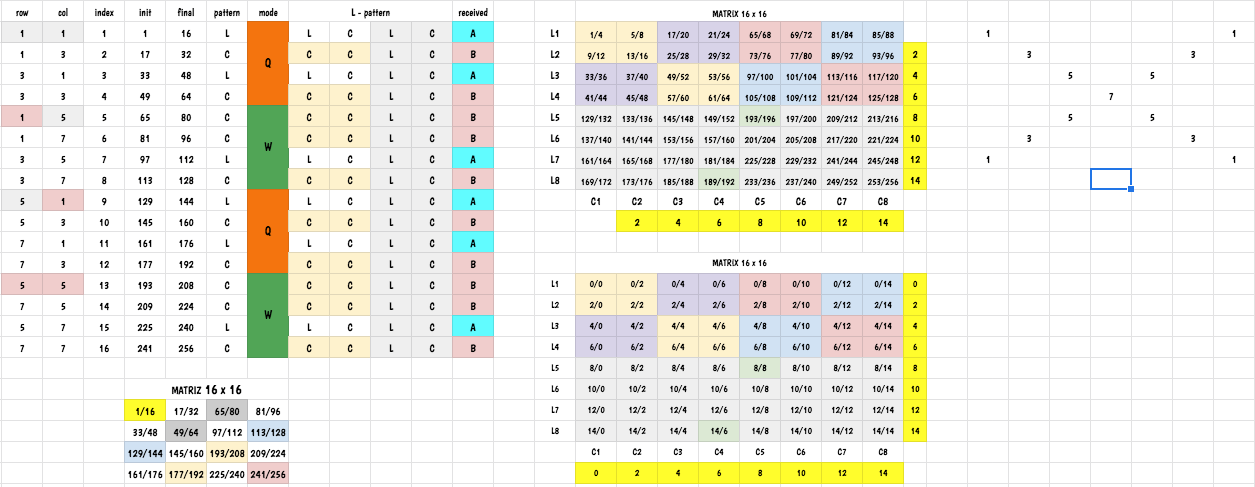 row col index init final pattern mode L - pattern received MATRIX 16 x 16
1 1 1 1 16 L Q L C L C A L1 1/4 5/8 17/20 21/24 65/68 69/72 81/84 85/88 1 1
1 3 2 17 32 C C C L C B L2 9/12 13/16 25/28 29/32 73/76 77/80 89/92 93/96 2 3 3
3 1 3 33 48 L L C L C A L3 33/36 37/40 49/52 53/56 97/100 101/104 113/116 117/120 4 5 5
3 3 4 49 64 C C C L C B L4 41/44 45/48 57/60 61/64 105/108 109/112 121/124 125/128 6 7
1 5 5 65 80 C W C C L C B L5 129/132 133/136 145/148 149/152 193/196 197/200 209/212 213/216 8 5 5
1 7 6 81 96 C C C L C B L6 137/140 141/144 153/156 157/160 201/204 205/208 217/220 221/224 10 3 3
3 5 7 97 112 L L C L C A L7 161/164 165/168 177/180 181/184 225/228 229/232 241/244 245/248 12 1 1
3 7 8 113 128 C C C L C B L8 169/172 173/176 185/188 189/192 233/236 237/240 249/252 253/256 14
5 1 9 129 144 L Q L C L C A C1 C2 C3 C4 C5 C6 C7 C8
5 3 10 145 160 C C C L C B 2 4 6 8 10 12 14
7 1 11 161 176 L L C L C A
7 3 12 177 192 C C C L C B MATRIX 16 x 16
5 5 13 193 208 C W C C L C B L1 0/0 0/2 0/4 0/6 0/8 0/10 0/12 0/14 0
7 5 14 209 224 C C C L C B L2 2/0 2/2 2/4 2/6 2/8 2/10 2/12 2/14 2
5 7 15 225 240 L L C L C A L3 4/0 4/2 4/4 4/6 4/8 4/10 4/12 4/14 4
7 7 16 241 256 C C C L C B L4 6/0 6/2 6/4 6/6 6/8 6/10 6/12 6/14 6
L5 8/0 8/2 8/4 8/6 8/8 8/10 8/12 8/14 8
MATRIZ 16 x 16 L6 10/0 10/2 10/4 10/6 10/8 10/10 10/12 10/14 10
1/16 17/32 65/80 81/96 L7 12/0 12/2 12/4 12/6 12/8 12/10 12/12 12/14 12
33/48 49/64 97/112 113/128 L8 14/0 14/2 14/4 14/6 14/8 14/10 14/12 14/14 14
129/144 145/160 193/208 209/224 C1 C2 C3 C4 C5 C6 C7 C8
161/176 177/192 225/240 241/256 0 2 4 6 8 10 12 14